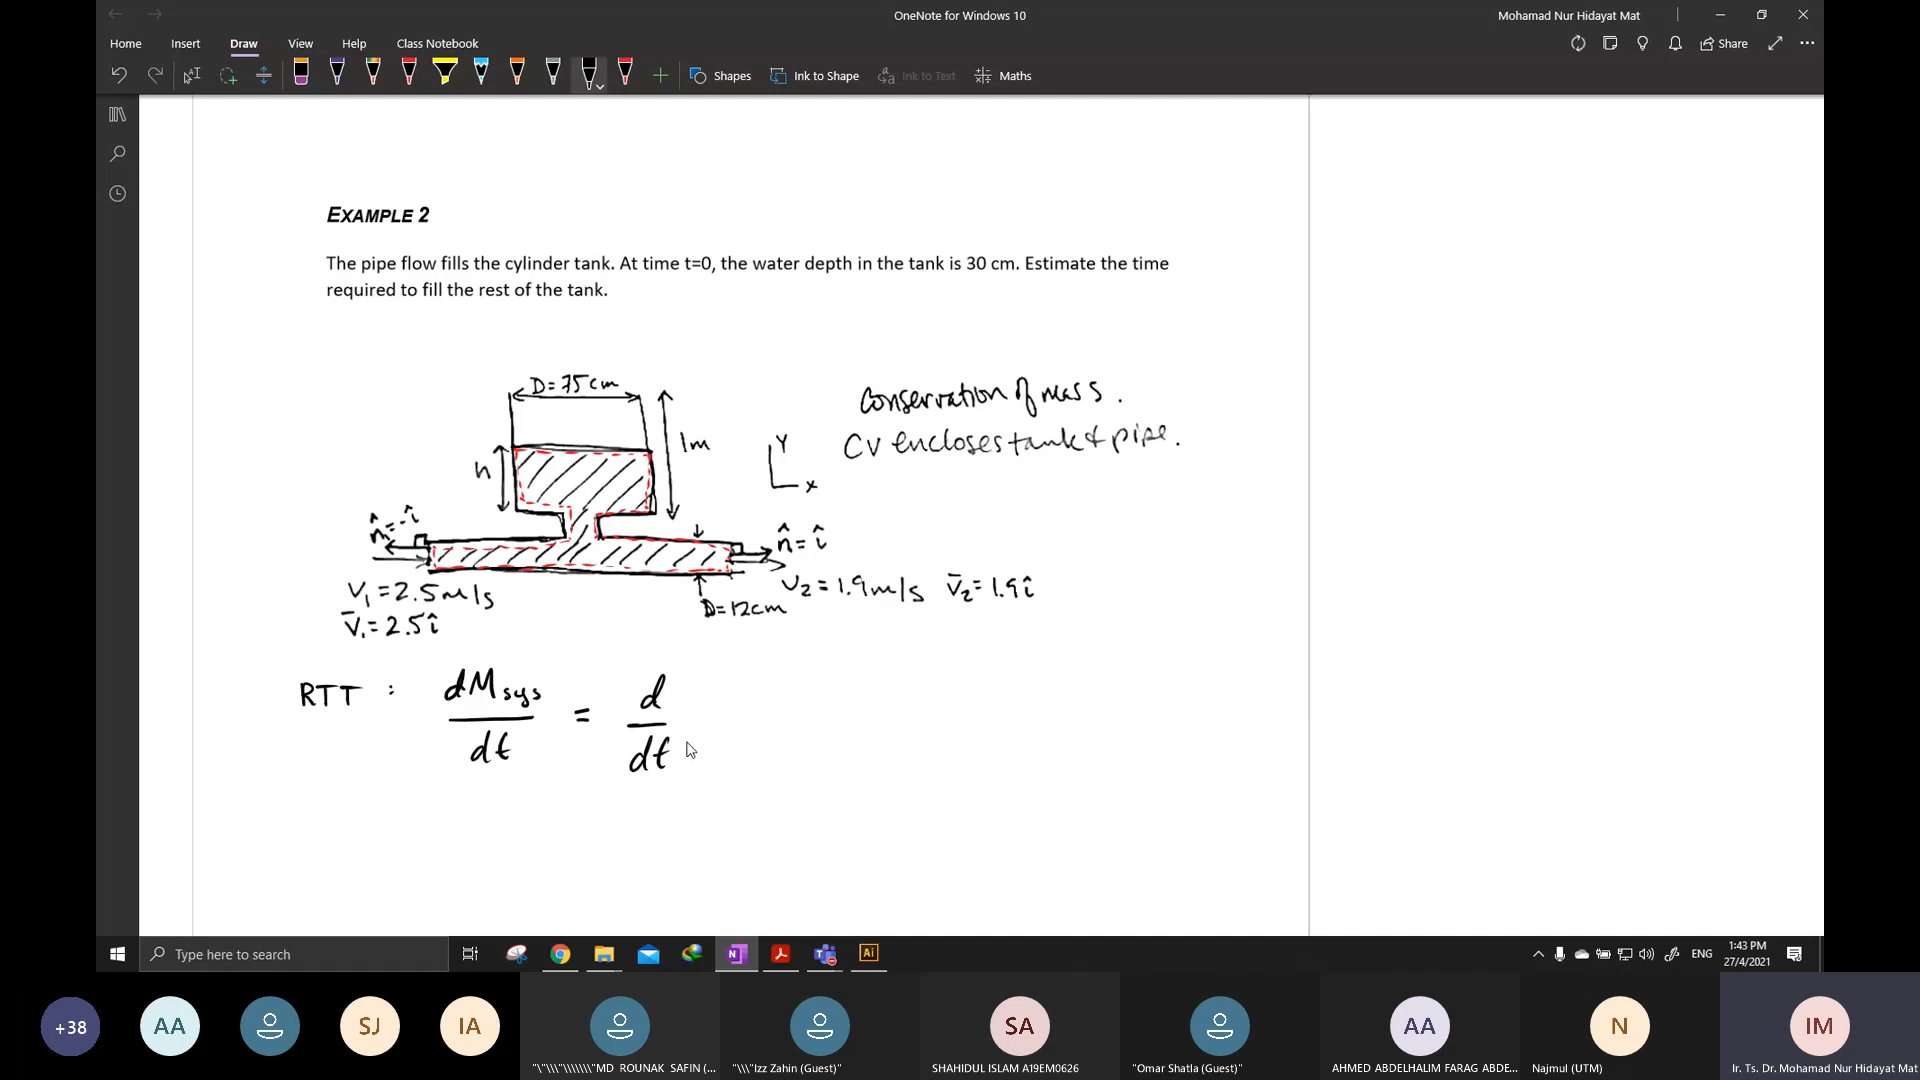 OneNote for Windows 10
Mohamad Nur Hidayat Mat
Home Insert Draw View Help Class Notebook
Share
Shapes Ink to Shape Ink to Text Maths
EXAMPLE 2
The pipe flow fills the cylinder tank. At time t=0, the water depth in the tank is 30 cm. Estimate the time
required to fill the rest of the tank.
D=75cm
1m
h
Y
x
Conservation of mass.
CV encloses tank & pipe.
n̂=-î
n̂=î
V₁=2.5m/s
V̄₁=2.5î
D=12cm
V₂=1.9m/s V̄₂=1.9î
RTT : dMsys/dt = d/dt
Type here to search
N
Ai
ENG
1:43 PM
27/4/2021
+38
AA
SJ
IA
SA
AA
N
IM
"\"\\\"\\\\\\\"MD ROUNAK SAFIN (...
"\\\"Izz Zahin (Guest)"
SHAHIDUL ISLAM A19EM0626
"Omar Shatla (Guest)"
AHMED ABDELHALIM FARAG ABDE...
Najmul (UTM)
Ir. Ts. Dr. Mohamad Nur Hidayat Mat